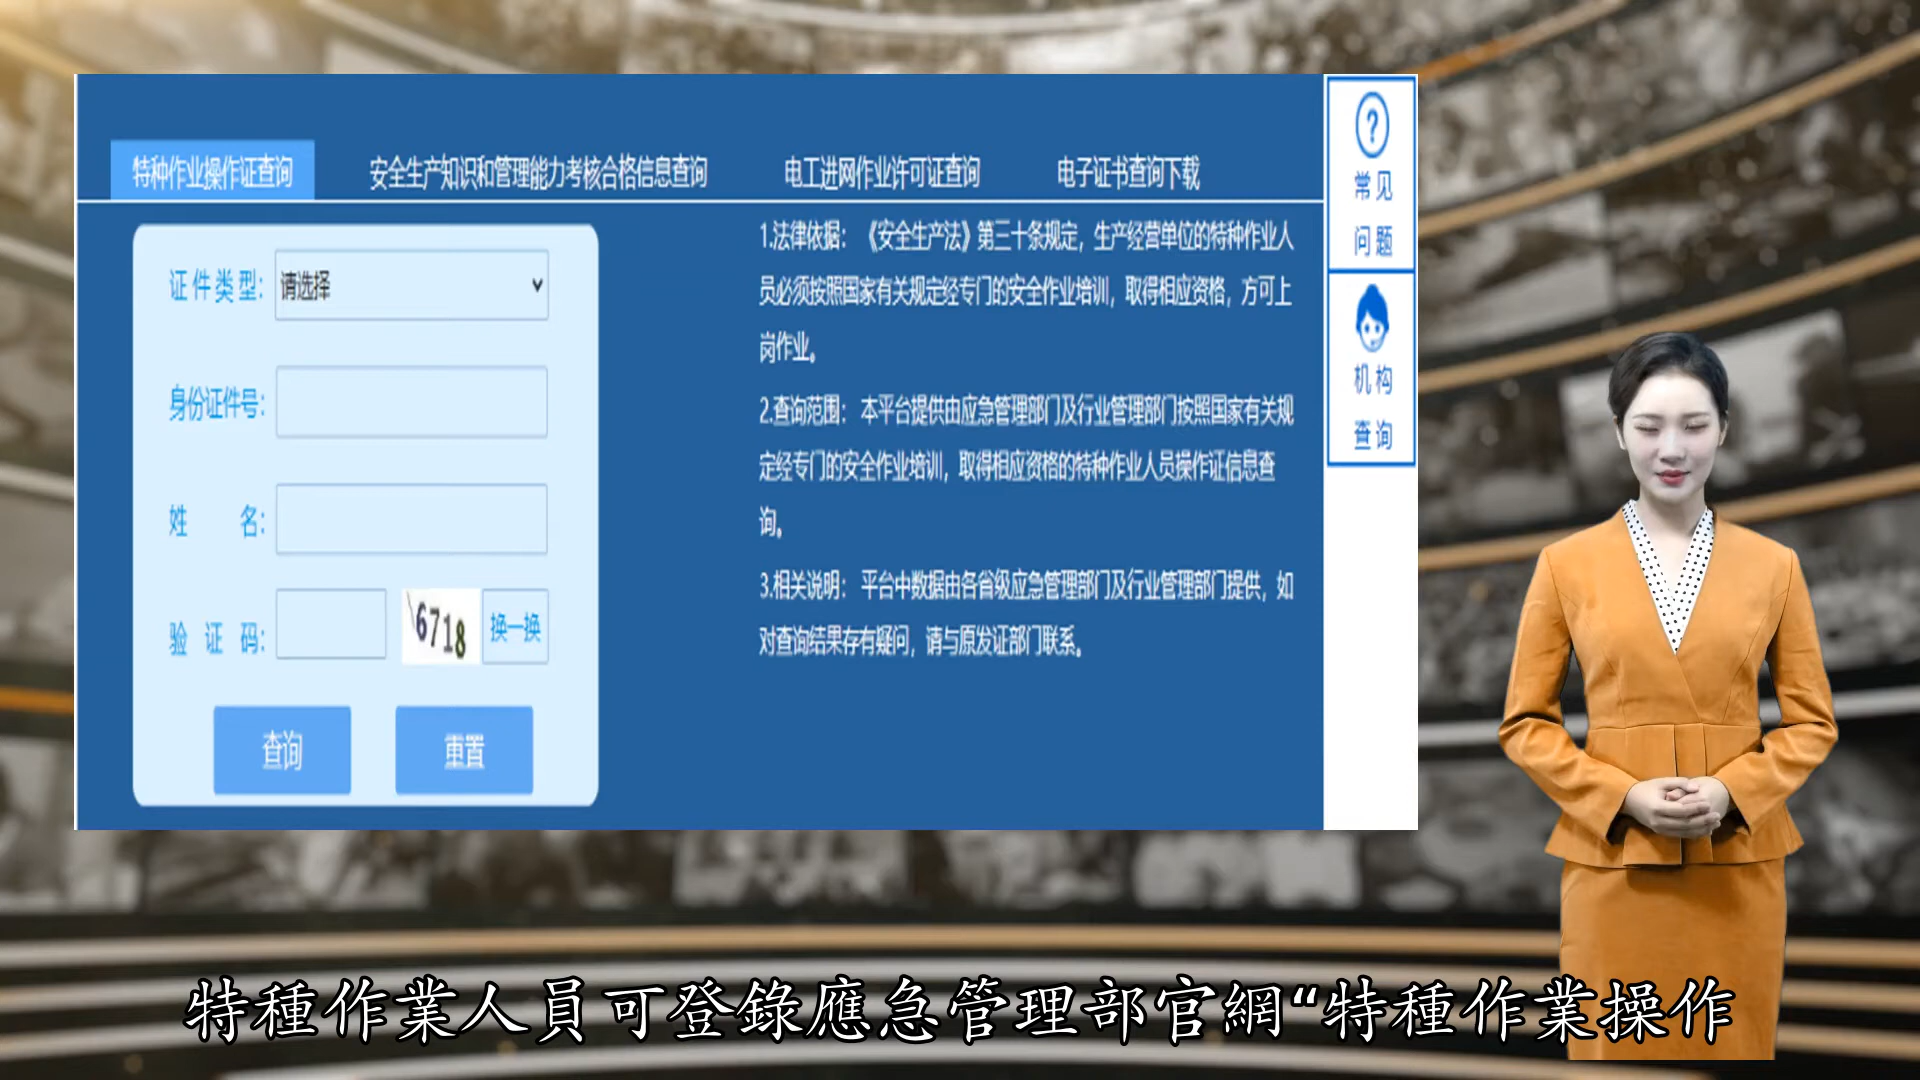 特种作业操作证查询
安全生产知识和管理能力考核合格信息查询
电工进网作业许可证查询
电子证书查询下载
证件类型:
请选择
身份证件号:
姓 名:
验 证 码:
6718
换一换
查询
重置
1.法律依据：《安全生产法》第三十条规定，生产经营单位的特种作业人
员必须按照国家有关规定经专门的安全作业培训，取得相应资格，方可上
岗作业。
2.查询范围：本平台提供由应急管理部门及行业管理部门按照国家有关规
定经专门的安全作业培训，取得相应资格的特种作业人员操作证信息查
询。
3.相关说明：平台中数据由各省级应急管理部门及行业管理部门提供，如
对查询结果存有疑问，请与原发证部门联系。
?
常见
问题
机构
查询
特種作業人員可登錄應急管理部官網“特種作業操作